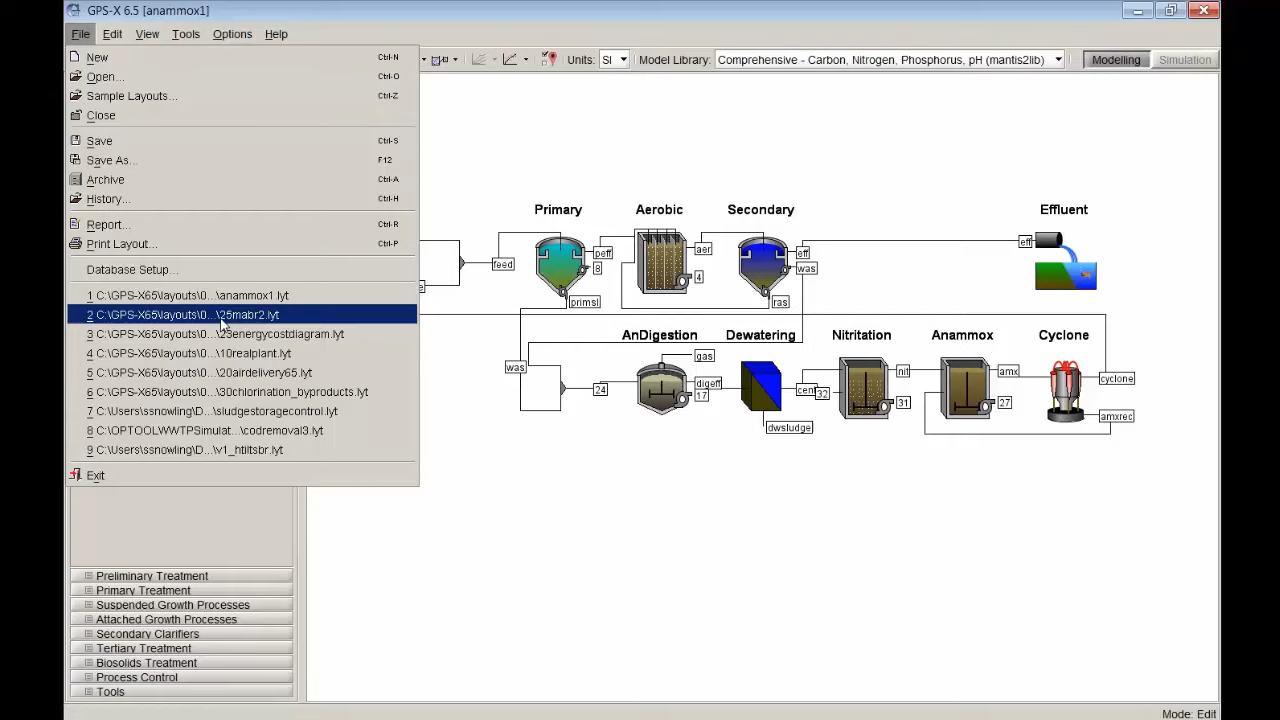 GPS-X 6.5 [anammox1]
File Edit View Tools Options Help
Units: SI Model Library: Comprehensive - Carbon, Nitrogen, Phosphorus, pH (mantis2lib) Modelling Simulation
New Ctrl-N
Open... Ctrl-O
Sample Layouts... Ctrl-Z
Close
Save Ctrl-S
Save As... F12
Archive Ctrl-A
History... Ctrl-H
Report... Ctrl-R
Print Layout... Ctrl-P
Database Setup...
1 C:\GPS-X65\layouts\0...\anammox1.lyt
2 C:\GPS-X65\layouts\0...\25mabr2.lyt
3 C:\GPS-X65\layouts\0...\25energycostdiagram.lyt
4 C:\GPS-X65\layouts\0...\10realplant.lyt
5 C:\GPS-X65\layouts\0...\20airdelivery65.lyt
6 C:\GPS-X65\layouts\0...\30chlorination_byproducts.lyt
7 C:\Users\ssnowling\D...\sludgestoragecontrol.lyt
8 C:\OPTOOLWWTPSimulat...\codremoval3.lyt
9 C:\Users\ssnowling\D...\v1_htiltsbr.lyt
Exit
Preliminary Treatment
Primary Treatment
Suspended Growth Processes
Attached Growth Processes
Secondary Clarifiers
Tertiary Treatment
Biosolids Treatment
Process Control
Tools
Primary Aerobic Secondary Effluent
feed peff 8 aer 4 eff was eff
primsl ras
AnDigestion Dewatering Nitritation Anammox Cyclone
was gas
24 digeff 17 cent 32 nit 31 amx 27 cyclone
dwsludge amxrec
Mode: Edit